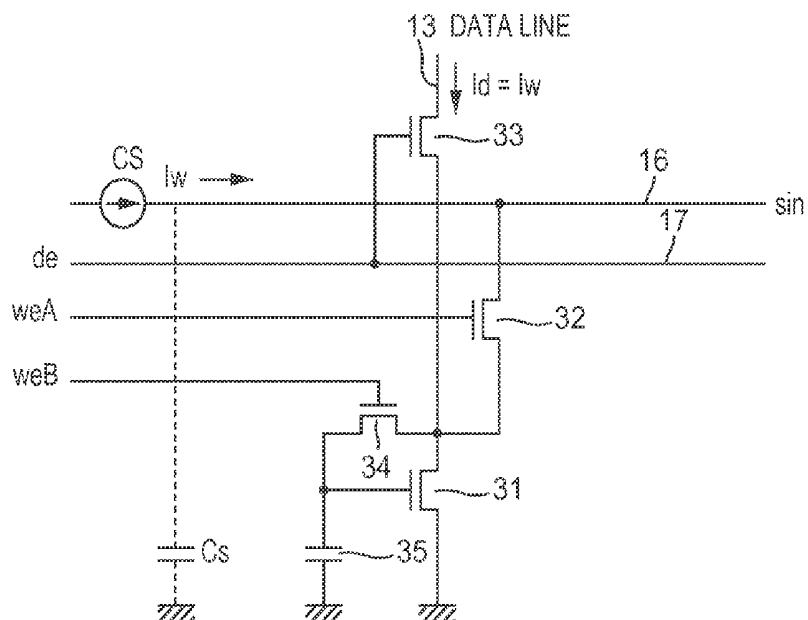 13 DATA LINE
Id = Iw
33
CS
Iw
16
sin
17
de
weA
32
weB
34
31
Cs
35